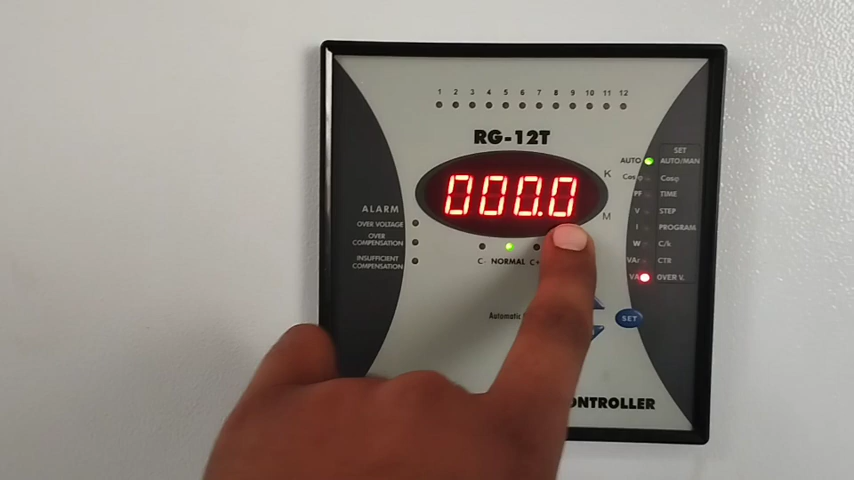 1 2 3 4 5 6 7 8 9 10 11 12
RG-12T
000.0
K
M
ALARM
OVER VOLTAGE
OVER
COMPENSATION
INSUFFICIENT
COMPENSATION
C- NORMAL C+
Automatic
SET
AUTO AUTO/MAN
Cosφ Cosφ
PF TIME
V STEP
I PROGRAM
W C/k
VAr CTR
VA OVER V.
SET